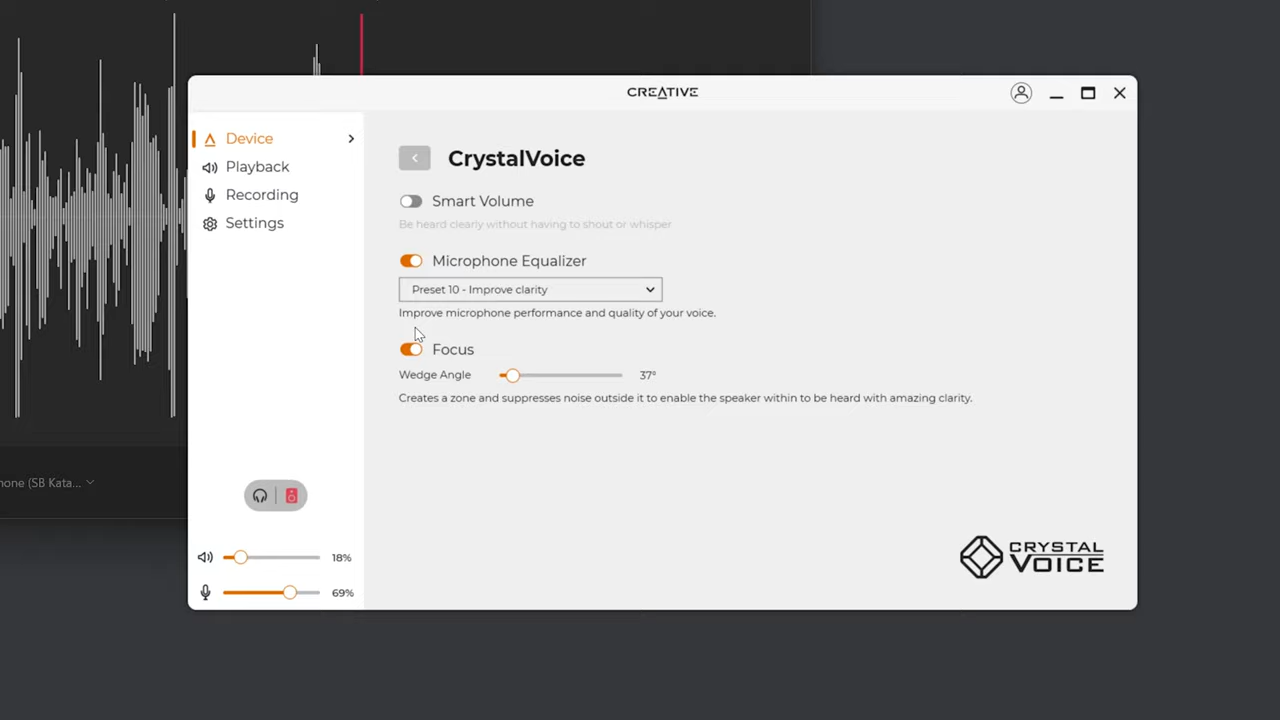 CREATIVE
Device
Playback
Recording
Settings
CrystalVoice
Smart Volume
Be heard clearly without having to shout or whisper
Microphone Equalizer
Preset 10 - Improve clarity
Improve microphone performance and quality of your voice.
Focus
Wedge Angle 37°
Creates a zone and suppresses noise outside it to enable the speaker within to be heard with amazing clarity.
hone (SB Kata...
18%
69%
CRYSTAL
VOICE